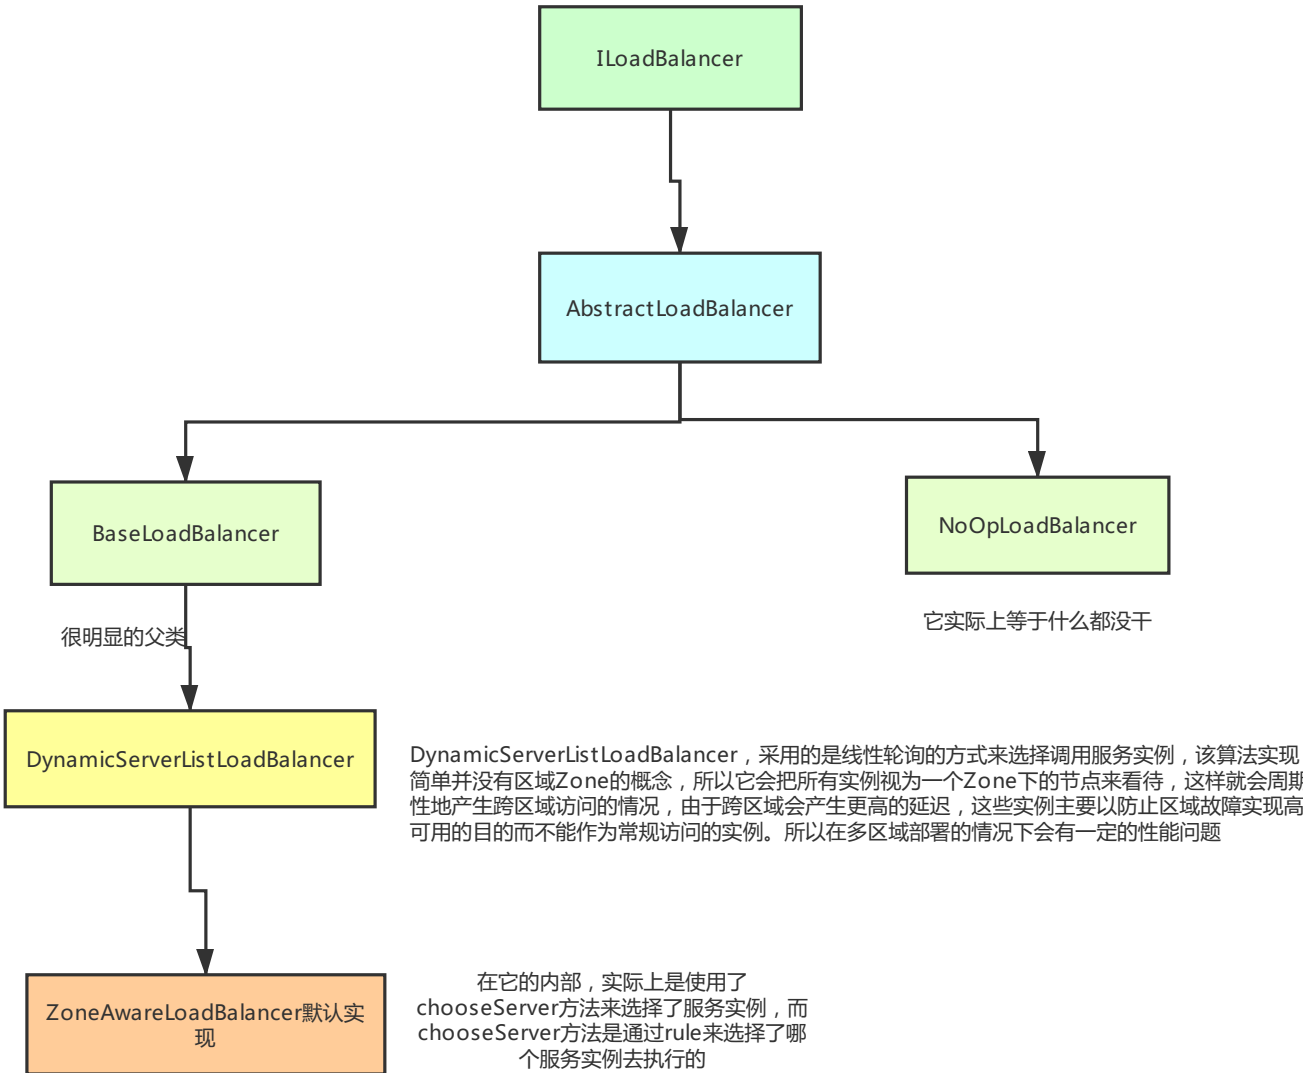 ILoadBalancer
AbstractLoadBalancer
BaseLoadBalancer
NoOpLoadBalancer
很明显的父类
它实际上等于什么都没干
DynamicServerListLoadBalancer
DynamicServerListLoadBalancer，采用的是线性轮询的方式来选择调用服务实例，该算法实现
简单并没有区域Zone的概念，所以它会把所有实例视为一个Zone下的节点来看待，这样就会周期
性地产生跨区域访问的情况，由于跨区域会产生更高的延迟，这些实例主要以防止区域故障实现高
可用的目的而不能作为常规访问的实例。所以在多区域部署的情况下会有一定的性能问题
ZoneAwareLoadBalancer默认实
现
在它的内部，实际上是使用了
chooseServer方法来选择了服务实例，而
chooseServer方法是通过rule来选择了哪
个服务实例去执行的